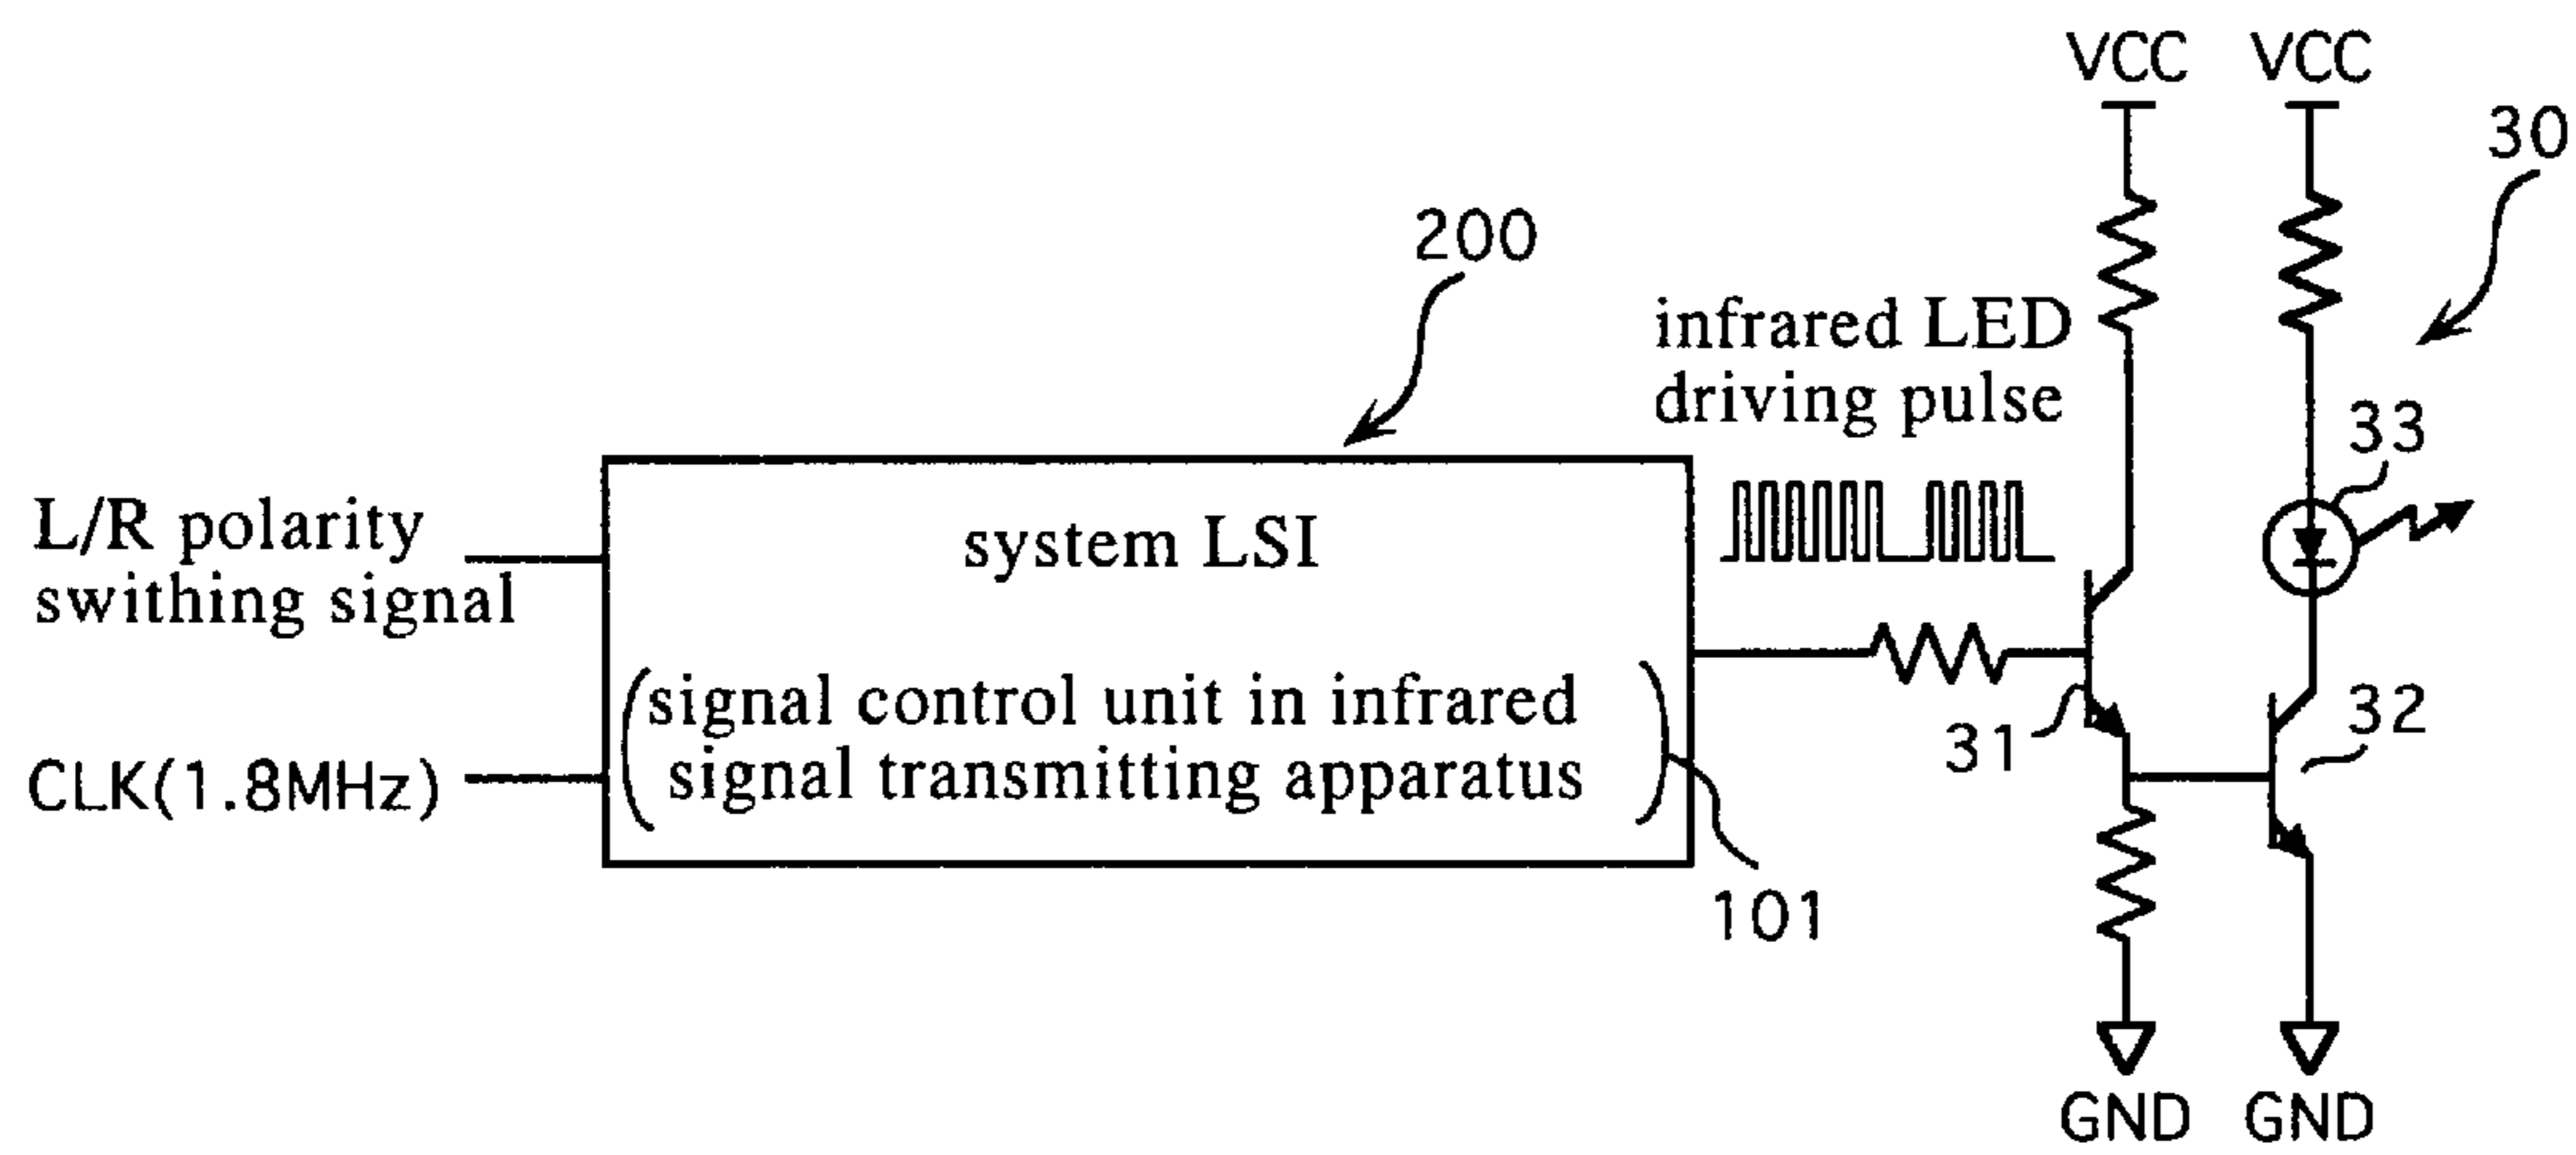 VCC VCC
30
200
infrared LED
driving pulse
33
L/R polarity
swithing signal
system LSI
signal control unit in infrared
signal transmitting apparatus
CLK(1.8MHz)
31
32
101
GND GND